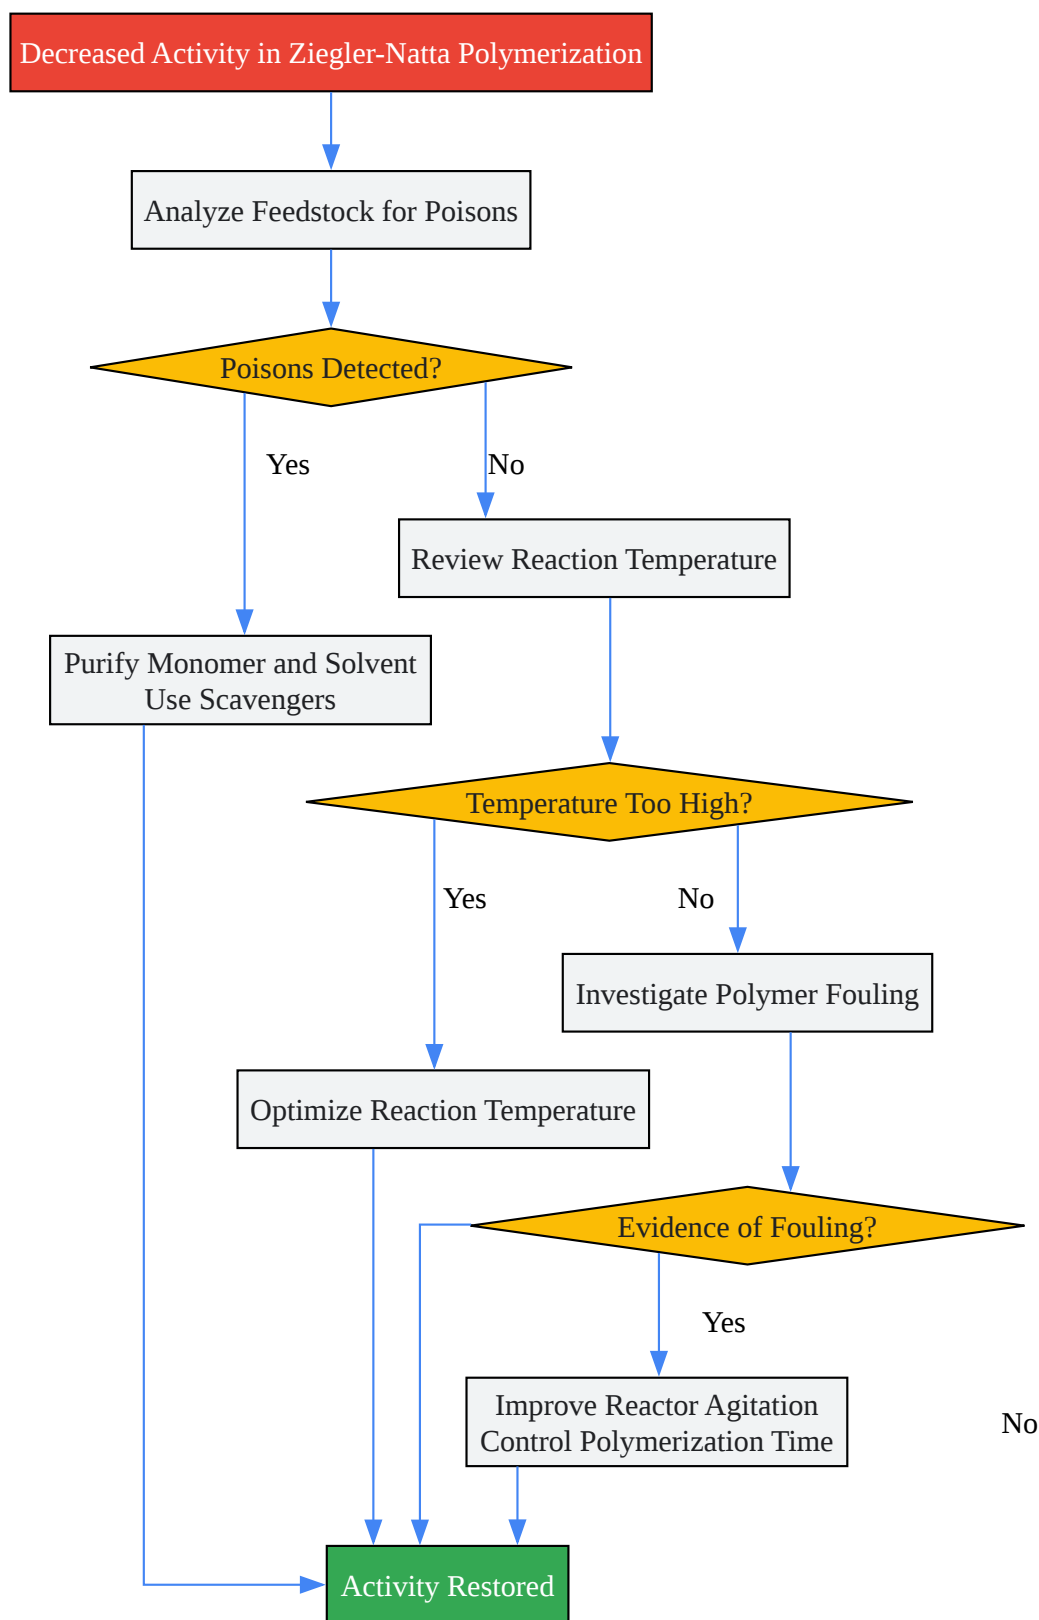 Decreased Activity in Ziegler-Natta Polymerization
Analyze Feedstock for Poisons
Poisons Detected?
Yes
No
Review Reaction Temperature
Purify Monomer and Solvent
Use Scavengers
Temperature Too High?
Yes
No
Investigate Polymer Fouling
Optimize Reaction Temperature
Evidence of Fouling?
Yes
Improve Reactor Agitation
Control Polymerization Time
No
Activity Restored